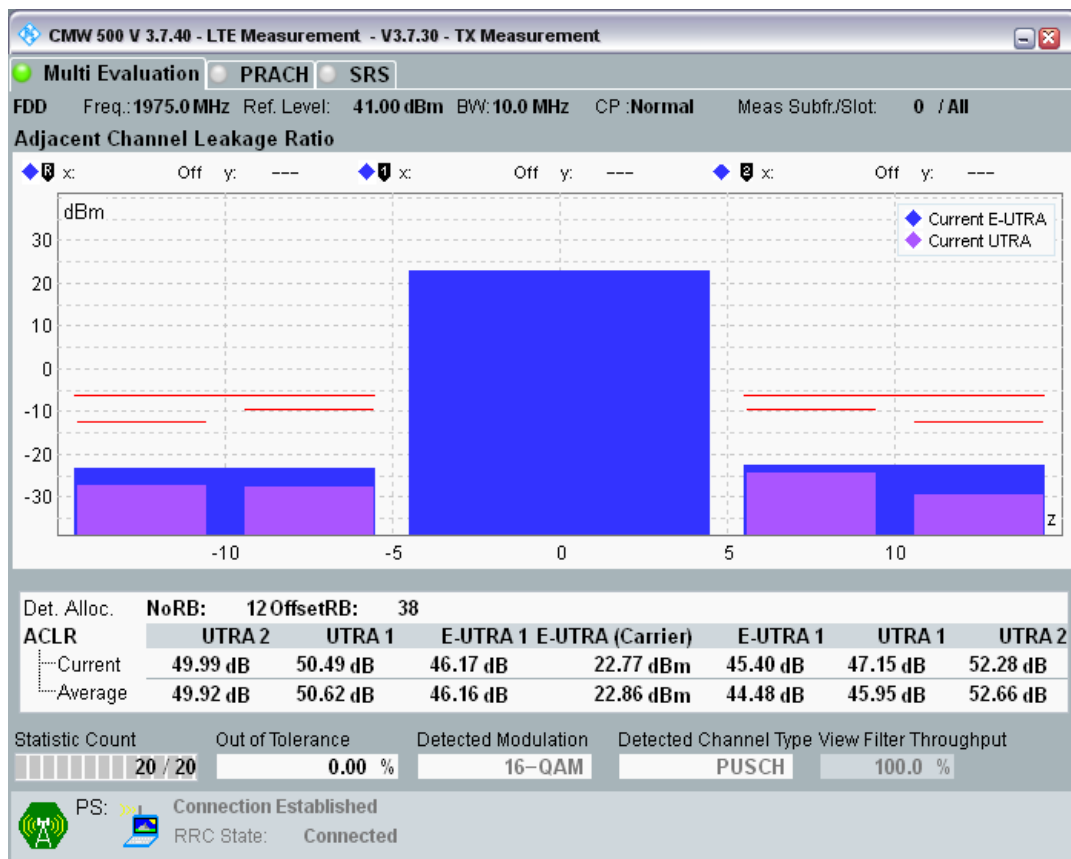 CMW 500 V 3.7.40 - LTE Measurement - V3.7.30 - TX Measurement
Multi Evaluation PRACH SRS
FDD Freq.: 1975.0 MHz Ref. Level: 41.00 dBm BW: 10.0 MHz CP :Normal Meas Subfr./Slot: 0 / All
Adjacent Channel Leakage Ratio
R x: Off y: --- 1 x: Off y: --- 2 x: Off y: ---
dBm
Current E-UTRA
Current UTRA
30
20
10
0
-10
-20
-30
z
-10 -5 0 5 10
Det. Alloc. NoRB: 12 OffsetRB: 38
ACLR UTRA 2 UTRA 1 E-UTRA 1 E-UTRA (Carrier) E-UTRA 1 UTRA 1 UTRA 2
Current 49.99 dB 50.49 dB 46.17 dB 22.77 dBm 45.40 dB 47.15 dB 52.28 dB
Average 49.92 dB 50.62 dB 46.16 dB 22.86 dBm 44.48 dB 45.95 dB 52.66 dB
Statistic Count Out of Tolerance Detected Modulation Detected Channel Type View Filter Throughput
20 / 20 0.00 % 16-QAM PUSCH 100.0 %
PS: Connection Established
RRC State: Connected